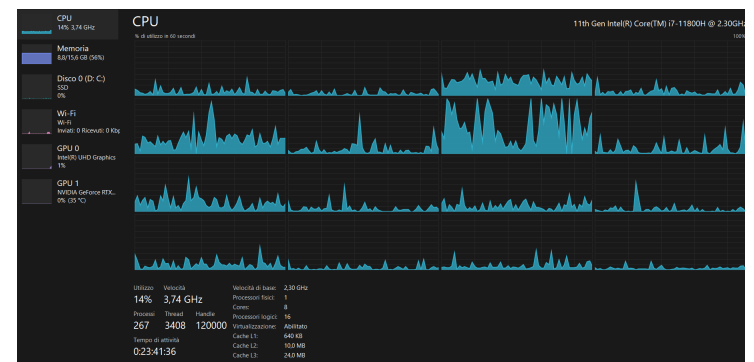 CPU
14% 3,74 GHz
Memoria
8,8/15,6 GB (56%)
Disco 0 (D: C:)
SSD
0%
Wi-Fi
Wi-Fi
Inviati: 0 Ricevuti: 0 Kbp
GPU 0
Intel(R) UHD Graphics
1%
GPU 1
NVIDIA GeForce RTX...
0% (35 °C)
CPU
11th Gen Intel(R) Core(TM) i7-11800H @ 2.30GHz
% di utilizzo in 60 secondi
100%
Utilizzo
Velocità
14%
3,74 GHz
Processi
Thread
Handle
267
3408
120000
Tempo di attività
0:23:41:36
Velocità di base: 2,30 GHz
Processori fisici: 1
Cores: 8
Processori logici: 16
Virtualizzazione: Abilitato
Cache L1: 640 KB
Cache L2: 10,0 MB
Cache L3: 24,0 MB